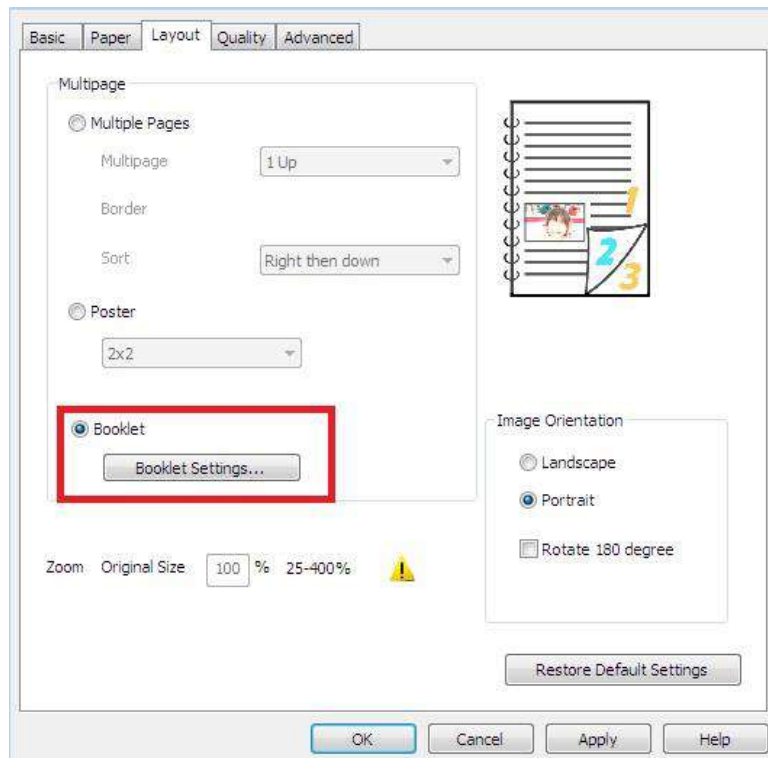 Basic Paper Layout Quality Advanced
Multipage
Multiple Pages
Multipage 1 Up
Border
Sort Right then down
Poster
2x2
Booklet
Booklet Settings...
1
2
3
Image Orientation
Landscape
Portrait
Rotate 180 degree
Zoom Original Size 100 % 25-400%
Restore Default Settings
OK Cancel Apply Help